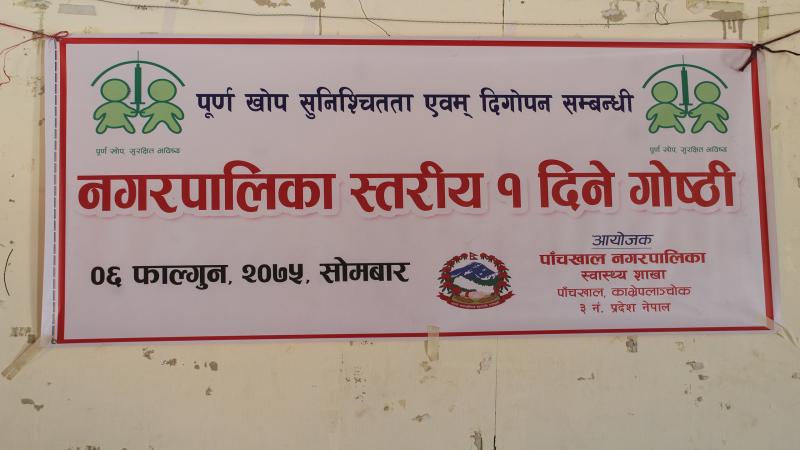 पूर्ण खोप सुनिश्चितता एवम् दिगोपन सम्बन्धी
पूर्ण खोप, सुरक्षित भविष्य
पूर्ण खोप, सुरक्षित भविष्य
नगरपालिका स्तरीय १ दिने गोष्ठी
०६ फाल्गुन, २०७५, सोमबार
आयोजक
पाँचखाल नगरपालिका
स्वास्थ्य शाखा
पाँचखाल, काभ्रेपलाञ्चोक
३ नं. प्रदेश नेपाल